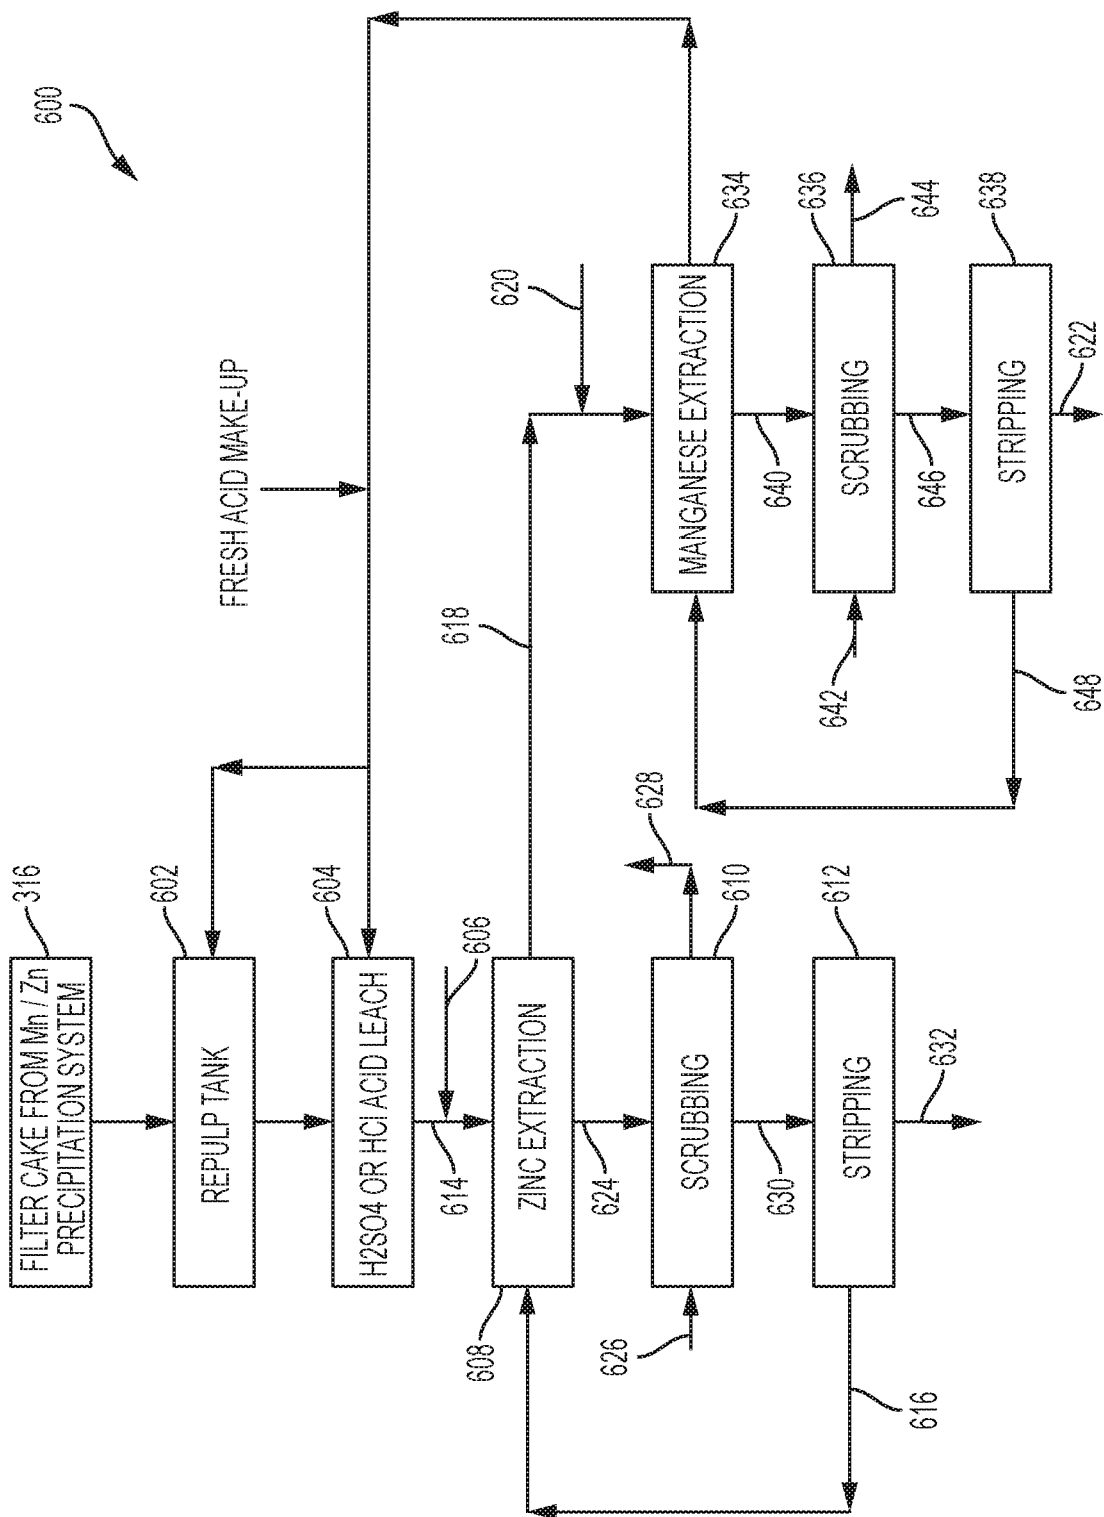 600
FRESH ACID MAKE-UP
FILTER CAKE FROM Mn / Zn
PRECIPITATION SYSTEM
316
REPULP TANK
602
H2SO4 OR HCl ACID LEACH
604
614
606
ZINC EXTRACTION
608
618
624
SCRUBBING
610
626
628
630
STRIPPING
612
616
632
620
MANGANESE EXTRACTION
634
640
SCRUBBING
636
642
644
646
STRIPPING
638
648
622